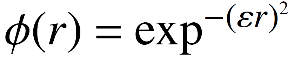 ϕ(r) = exp^{-(εr)^2}